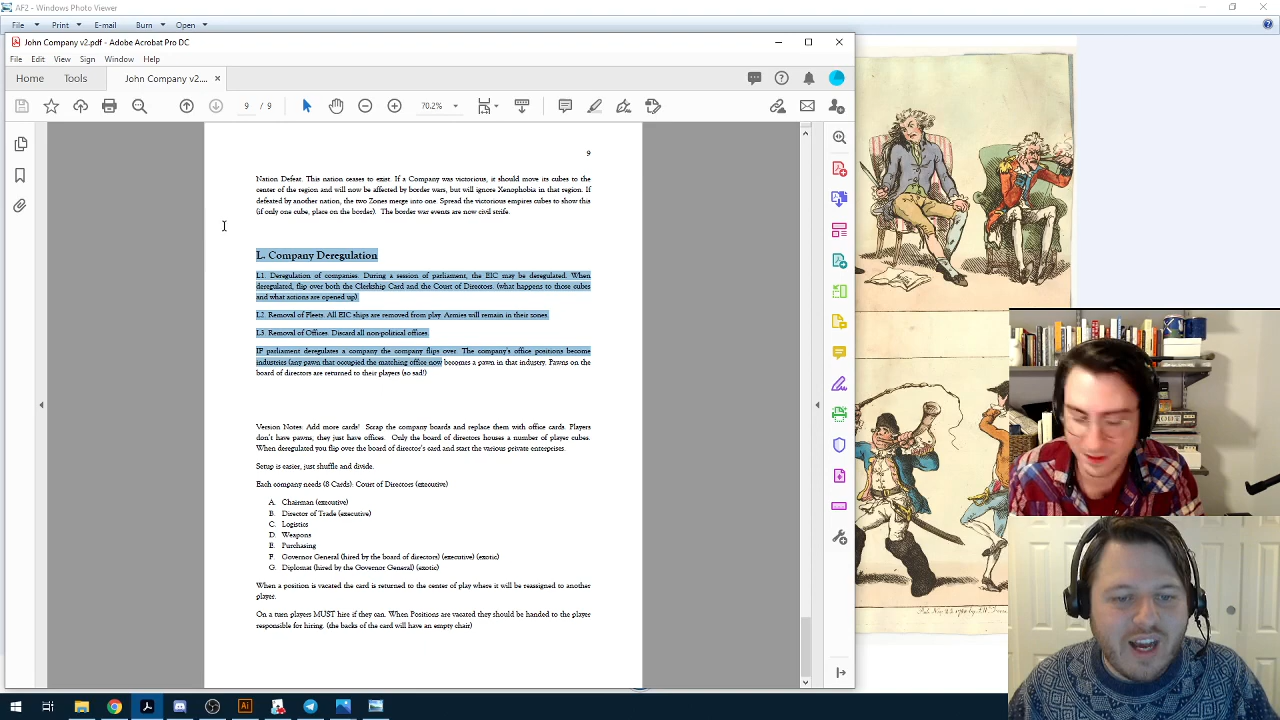 AF2 - Windows Photo Viewer
File Print E-mail Burn Open
John Company v2.pdf - Adobe Acrobat Pro DC
File Edit View Sign Window Help
Home Tools John Company v2....
9 / 9 70.2%
9
Nation Defeat. This nation ceases to exist. If a Company was victorious, it should move its cubes to the
center of the region and will now be affected by border wars, but will ignore Xenophobia in that region. If
defeated by another nation, the two Zones merge into one. Spread the victorious empires cubes to show this
(if only one cube, place on the border). The border war events are now civil strife.
L. Company Deregulation
L1. Deregulation of companies. During a session of parliament, the EIC may be deregulated. When
deregulated, flip over both the Clerkship Card and the Court of Directors. (what happens to those cubes
and what actions are opened up)
L2. Removal of Fleets. All EIC ships are removed from play. Armies will remain in their zones.
L3. Removal of Offices. Discard all non-political offices.
IF parliament deregulates a company the company flips over. The company's office positions become
industries (any pawn that occupied the matching office now becomes a pawn in that industry. Pawns on the
board of directors are returned to their players (so sad!)
Version Notes: Add more cards! Scrap the company boards and replace them with office cards. Players
don't have pawns, they just have offices. Only the board of directors houses a number of player cubes.
When deregulated you flip over the board of director's card and start the various private enterprises.
Setup is easier, just shuffle and divide.
Each company needs (8 Cards): Court of Directors (executive)
A. Chairman (executive)
B. Director of Trade (executive)
C. Logistics
D. Weapons
E. Purchasing
F. Governor General (hired by the board of directors) (executive) (exotic)
G. Diplomat (hired by the Governor General) (exotic)
When a position is vacated the card is returned to the center of play where it will be reassigned to another
player.
On a turn players MUST hire if they can. When Positions are vacated they should be handed to the player
responsible for hiring. (the backs of the card will have an empty chair)